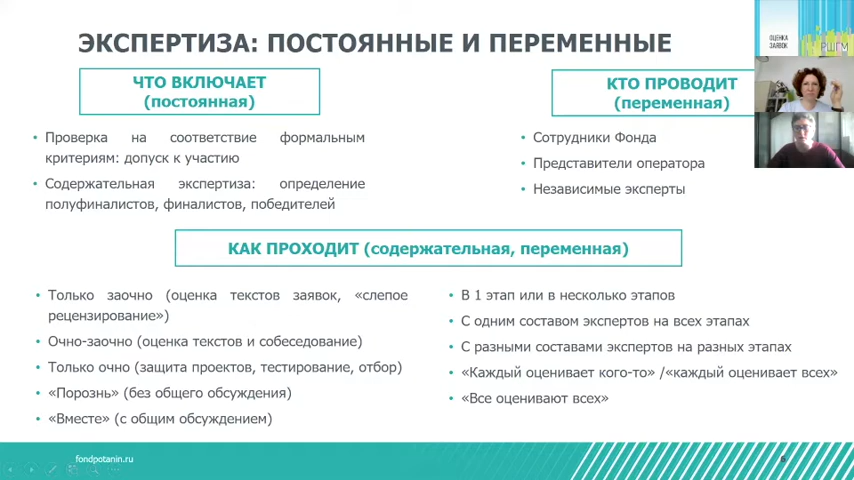 ЭКСПЕРТИЗА: ПОСТОЯННЫЕ И ПЕРЕМЕННЫЕ
ОЦЕНКА
ЗАЯВОК
РШГМ
ЧТО ВКЛЮЧАЕТ
(постоянная)
КТО ПРОВОДИТ
(переменная)
• Проверка на соответствие формальным
критериям: допуск к участию
• Содержательная экспертиза: определение
полуфиналистов, финалистов, победителей
• Сотрудники Фонда
• Представители оператора
• Независимые эксперты
КАК ПРОХОДИТ (содержательная, переменная)
• Только заочно (оценка текстов заявок, «слепое
рецензирование»)
• Очно-заочно (оценка текстов и собеседование)
• Только очно (защита проектов, тестирование, отбор)
• «Порознь» (без общего обсуждения)
• «Вместе» (с общим обсуждением)
• В 1 этап или в несколько этапов
• С одним составом экспертов на всех этапах
• С разными составами экспертов на разных этапах
• «Каждый оценивает кого-то» /«каждый оценивает всех»
• «Все оценивают всех»
fondpotanin.ru
6